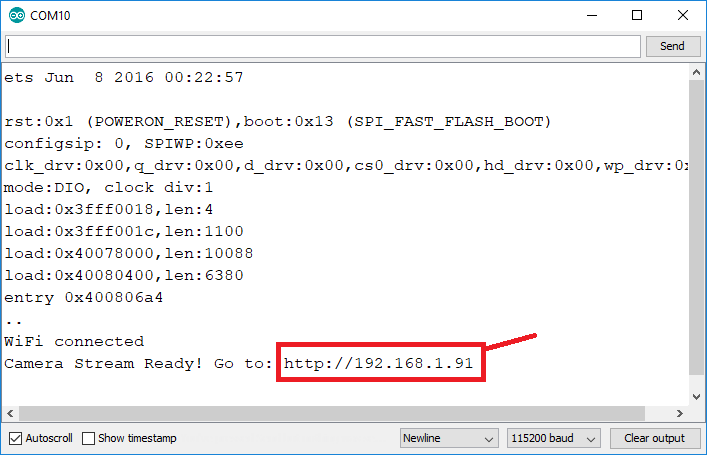 COM10
Send
ets Jun  8 2016 00:22:57
rst:0x1 (POWERON_RESET),boot:0x13 (SPI_FAST_FLASH_BOOT)
configsip: 0, SPIWP:0xee
clk_drv:0x00,q_drv:0x00,d_drv:0x00,cs0_drv:0x00,hd_drv:0x00,wp_drv:0x
mode:DIO, clock div:1
load:0x3fff0018,len:4
load:0x3fff001c,len:1100
load:0x40078000,len:10088
load:0x40080400,len:6380
entry 0x400806a4
..
WiFi connected
Camera Stream Ready! Go to: http://192.168.1.91
Autoscroll Show timestamp Newline 115200 baud Clear output